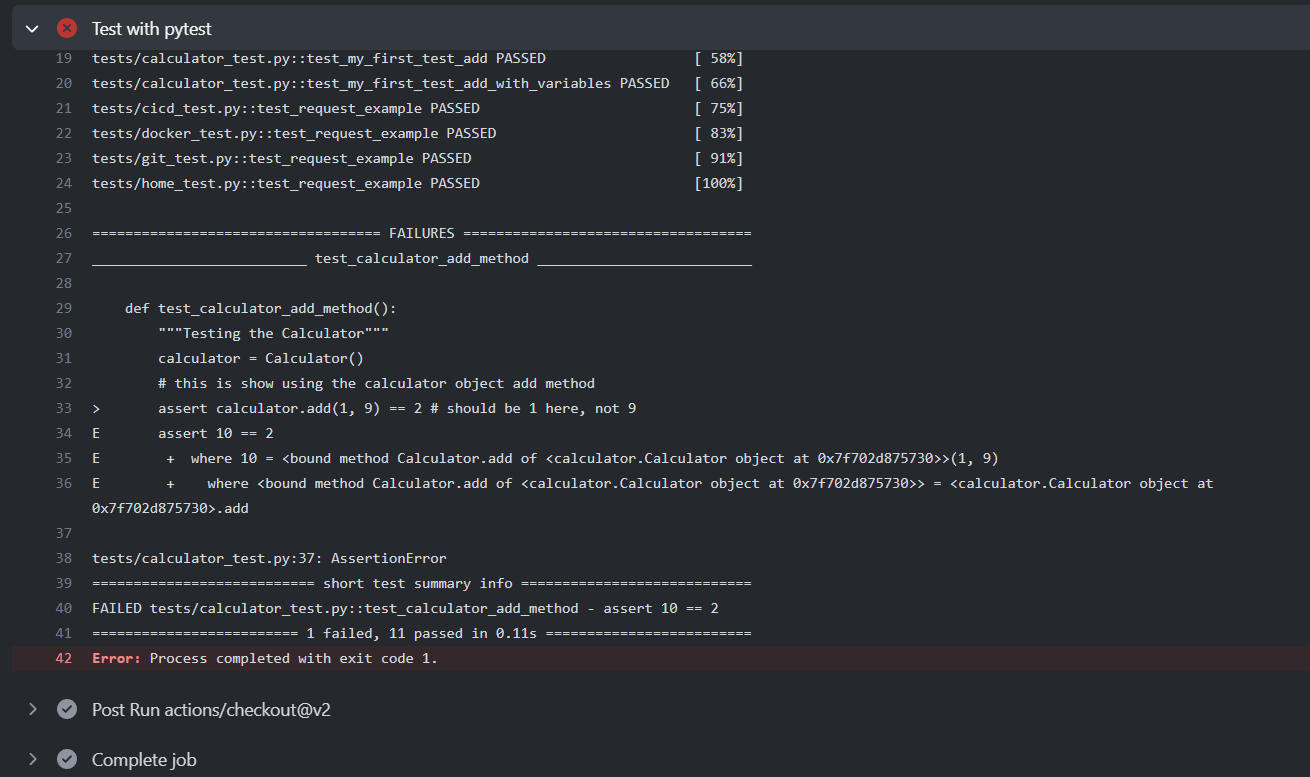 Test with pytest
19 tests/calculator_test.py::test_my_first_test_add PASSED [ 58%]
20 tests/calculator_test.py::test_my_first_test_add_with_variables PASSED [ 66%]
21 tests/cicd_test.py::test_request_example PASSED [ 75%]
22 tests/docker_test.py::test_request_example PASSED [ 83%]
23 tests/git_test.py::test_request_example PASSED [ 91%]
24 tests/home_test.py::test_request_example PASSED [100%]
25
26 =================================== FAILURES ===================================
27 __________________________ test_calculator_add_method __________________________
28
29     def test_calculator_add_method():
30         """Testing the Calculator"""
31         calculator = Calculator()
32         # this is show using the calculator object add method
33 >       assert calculator.add(1, 9) == 2 # should be 1 here, not 9
34 E       assert 10 == 2
35 E        +  where 10 = <bound method Calculator.add of <calculator.Calculator object at 0x7f702d875730>>(1, 9)
36 E        +    where <bound method Calculator.add of <calculator.Calculator object at 0x7f702d875730>> = <calculator.Calculator object at
0x7f702d875730>.add
37
38 tests/calculator_test.py:37: AssertionError
39 =========================== short test summary info ============================
40 FAILED tests/calculator_test.py::test_calculator_add_method - assert 10 == 2
41 ========================= 1 failed, 11 passed in 0.11s =========================
42 Error: Process completed with exit code 1.
Post Run actions/checkout@v2
Complete job